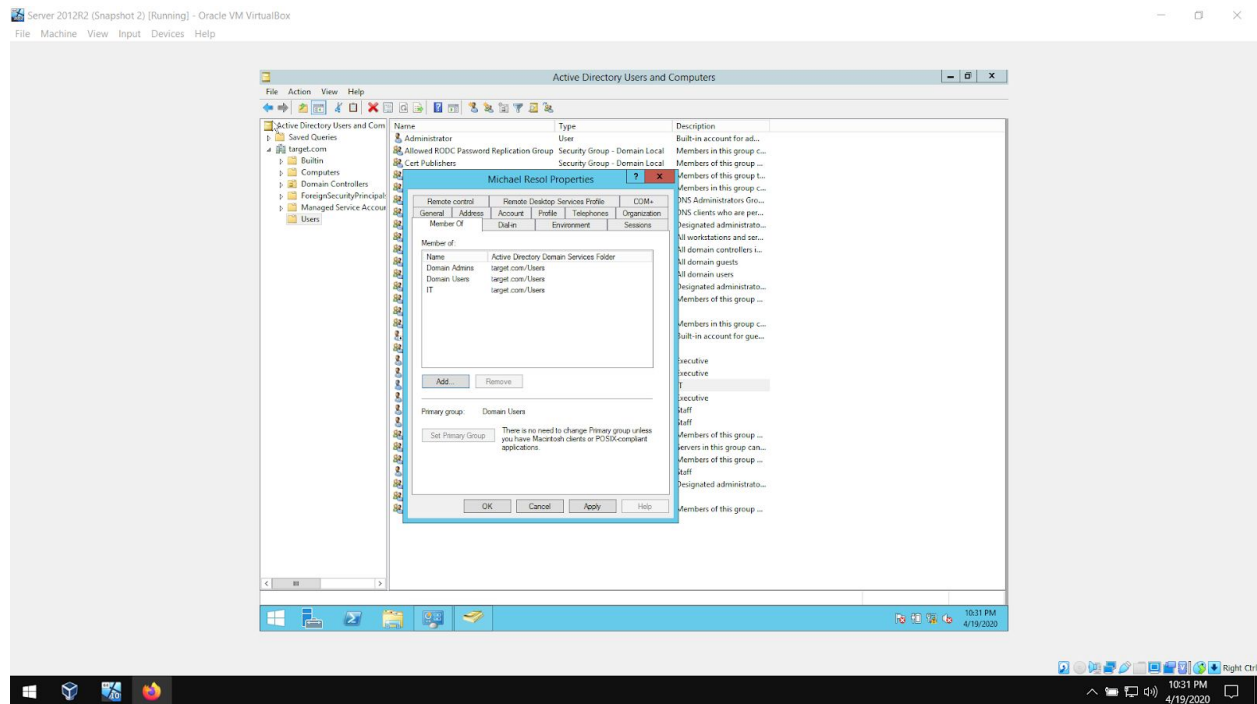 Server 2012R2 (Snapshot 2) [Running] - Oracle VM VirtualBox
File Machine View Input Devices Help
Active Directory Users and Computers
File Action View Help
Active Directory Users and Com
Saved Queries
target.com
Builtin
Computers
Domain Controllers
ForeignSecurityPrincipals
Managed Service Accour
Users
Name Type Description
Administrator User Built-in account for ad...
Allowed RODC Password Replication Group Security Group - Domain Local Members in this group c...
Cert Publishers Security Group - Domain Local Members of this group ...
Members of this group t...
Members in this group c...
DNS Administrators Gro...
DNS clients who are per...
Designated administrato...
All workstations and ser...
All domain controllers i...
All domain guests
All domain users
Designated administrato...
Members of this group ...
Members in this group c...
Built-in account for gue...
Executive
Executive
IT
Executive
Staff
Staff
Members of this group ...
Servers in this group can...
Members of this group ...
Staff
Designated administrato...
Members of this group ...
Michael Resol Properties ? x
Remote control Remote Desktop Services Profile COM+
General Address Account Profile Telephones Organization
Member Of Dial-in Environment Sessions
Member of:
Name Active Directory Domain Services Folder
Domain Admins target.com/Users
Domain Users target.com/Users
IT target.com/Users
Add... Remove
Primary group: Domain Users
Set Primary Group
There is no need to change Primary group unless
you have Macintosh clients or POSIX-compliant
applications.
OK Cancel Apply Help
10:31 PM
4/19/2020
Right Ctrl
10:31 PM
4/19/2020